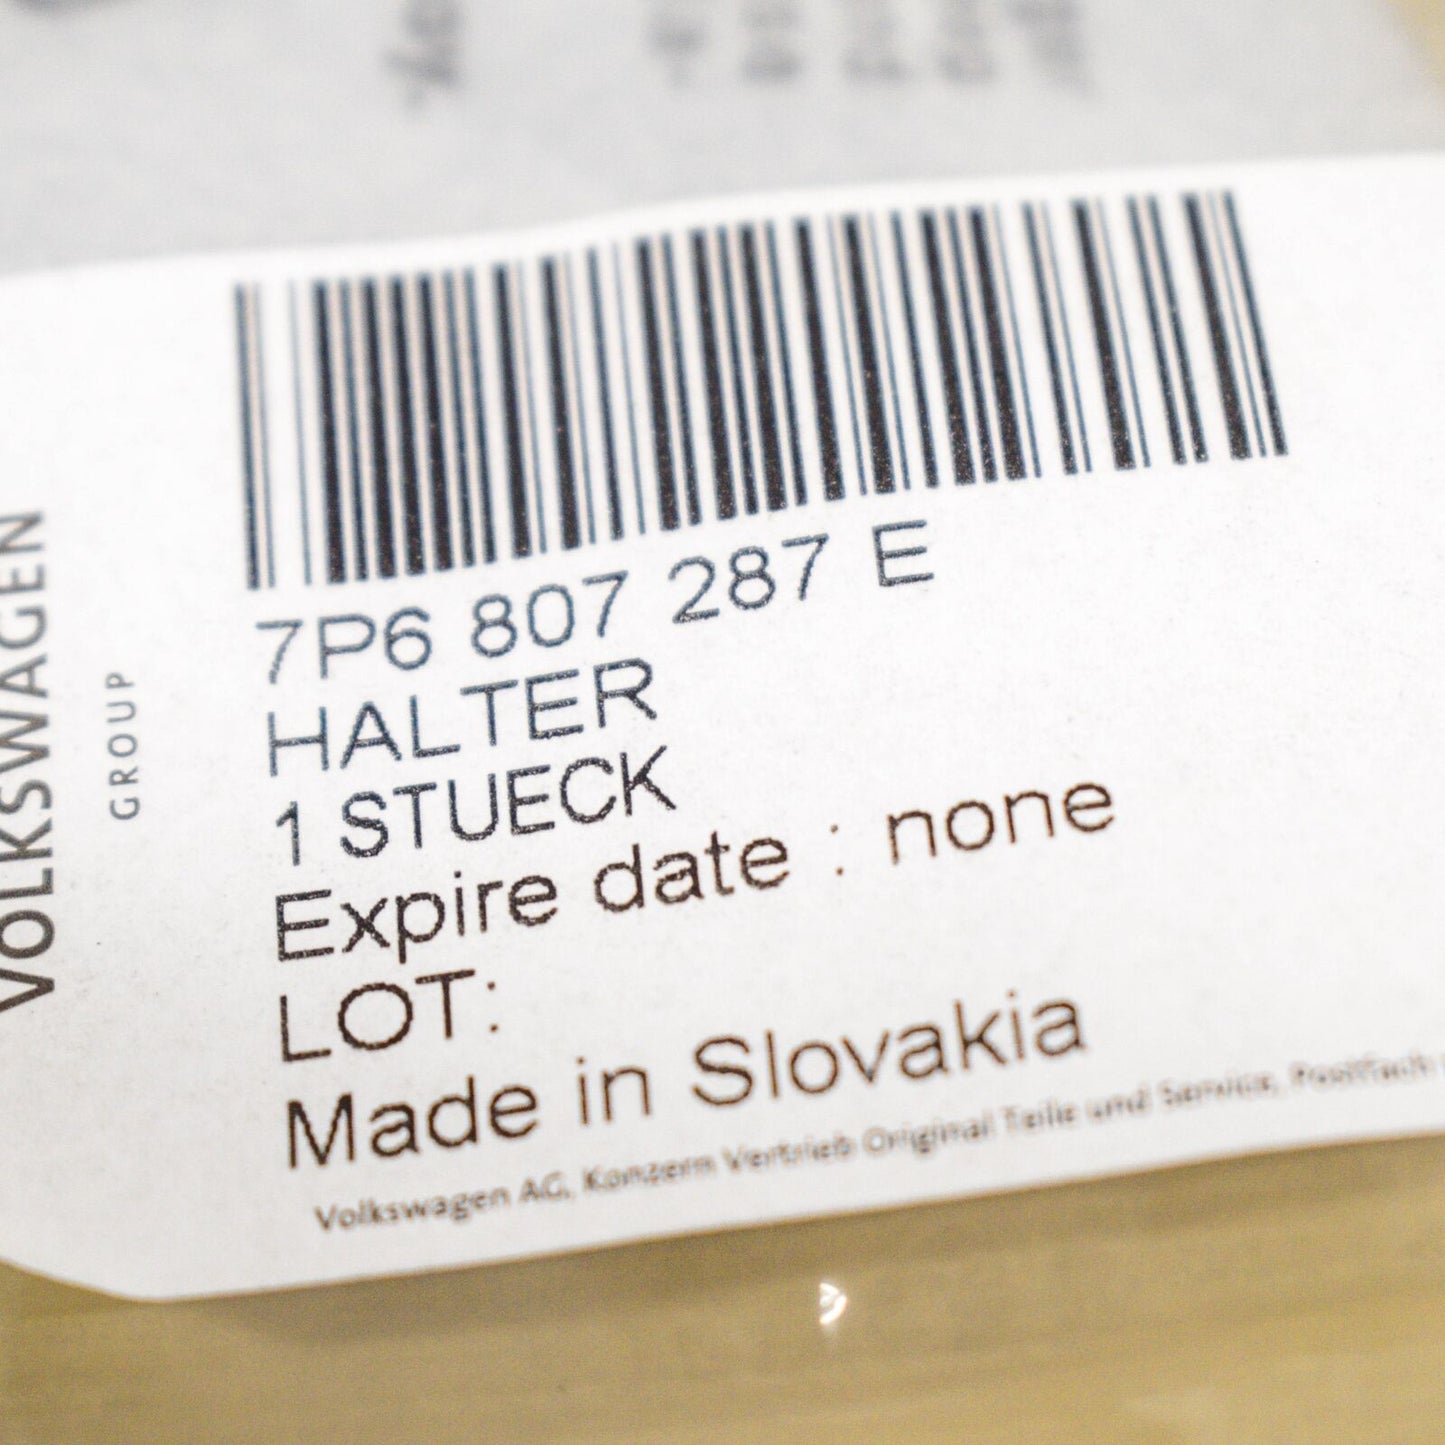 VOLKSWAGEN
GROUP
7P6 807 287 E
HALTER
1 STUECK
Expire date : none
LOT:
Made in Slovakia
Volkswagen AG, Konzern Vertrieb Original Teile und Service, Postfach